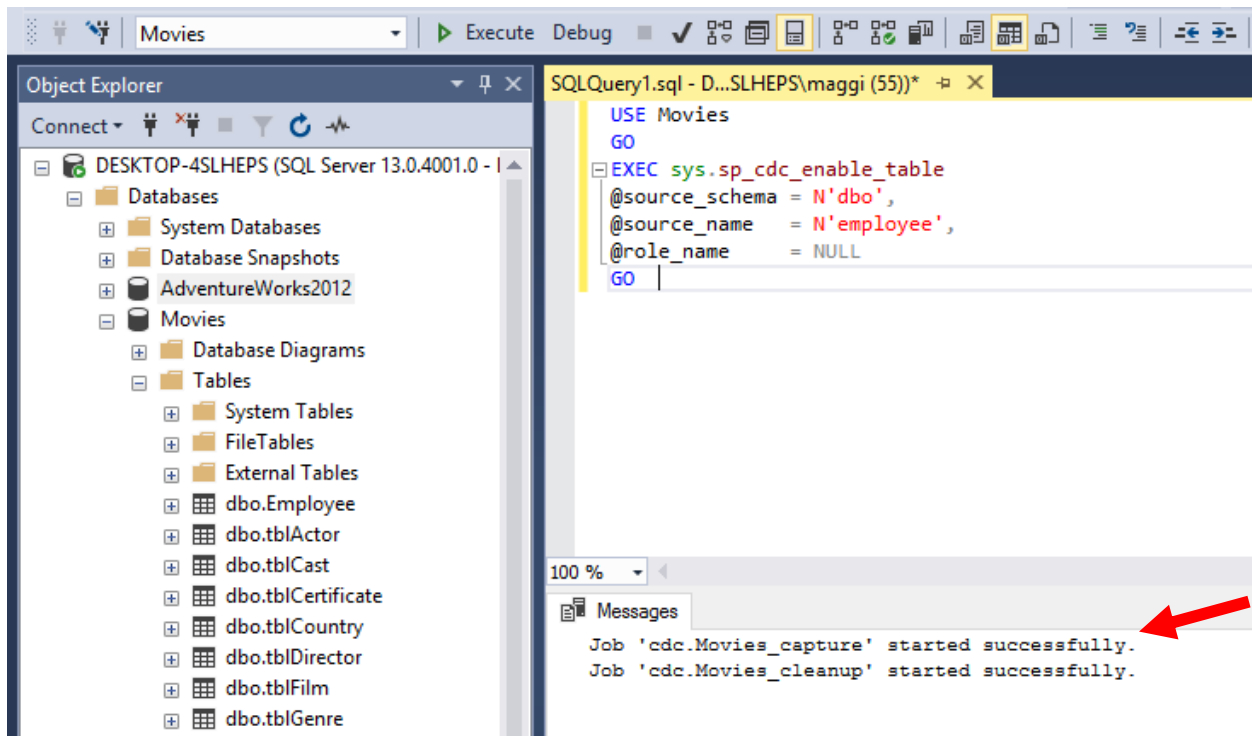 Movies
Execute Debug
Object Explorer
Connect
DESKTOP-4SLHEPS (SQL Server 13.0.4001.0 -
Databases
System Databases
Database Snapshots
AdventureWorks2012
Movies
Database Diagrams
Tables
System Tables
FileTables
External Tables
dbo.Employee
dbo.tblActor
dbo.tblCast
dbo.tblCertificate
dbo.tblCountry
dbo.tblDirector
dbo.tblFilm
dbo.tblGenre
SQLQuery1.sql - D...SLHEPS\maggi (55))*
USE Movies
GO
EXEC sys.sp_cdc_enable_table
@source_schema = N'dbo',
@source_name = N'employee',
@role_name = NULL
GO
100 %
Messages
Job 'cdc.Movies_capture' started successfully.
Job 'cdc.Movies_cleanup' started successfully.